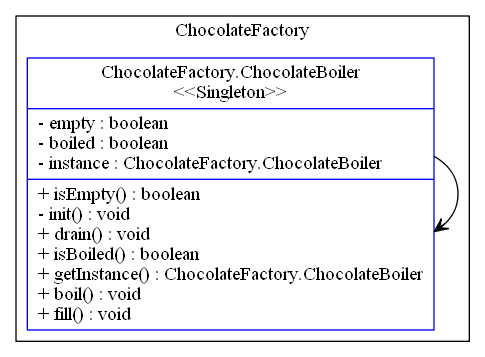 ChocolateFactory
ChocolateFactory.ChocolateBoiler
<<Singleton>>
- empty : boolean
- boiled : boolean
- instance : ChocolateFactory.ChocolateBoiler
+ isEmpty() : boolean
- init() : void
+ drain() : void
+ isBoiled() : boolean
+ getInstance() : ChocolateFactory.ChocolateBoiler
+ boil() : void
+ fill() : void